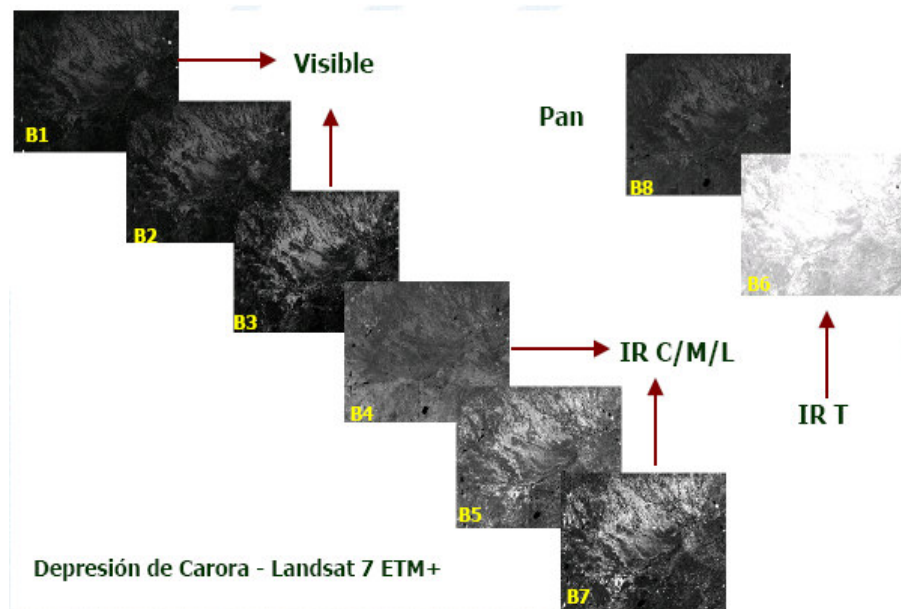 B1
Visible
B2
B3
B4
IR C/M/L
B5
B7
Pan
B8
B6
IR T
Depresión de Carora - Landsat 7 ETM+